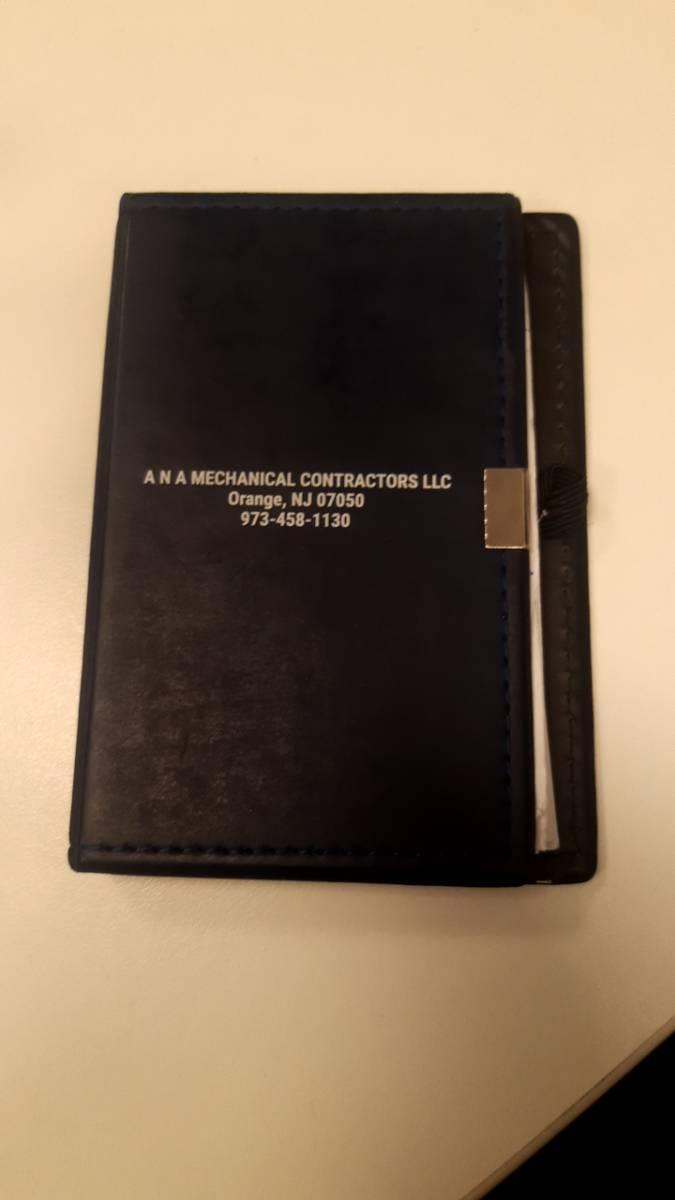 A N A MECHANICAL CONTRACTORS LLC
Orange, NJ 07050
973-458-1130